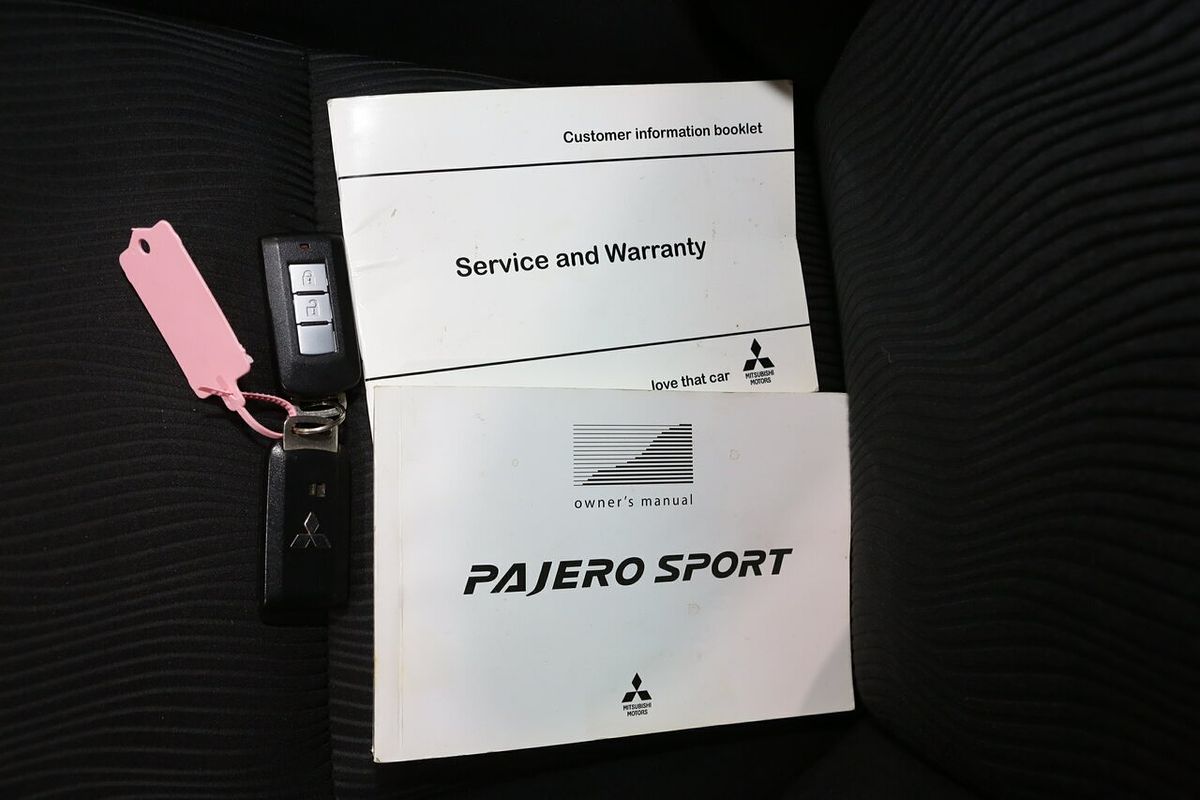 Customer information booklet
Service and Warranty
love that car
MITSUBISHI
MOTORS
owner's manual
PAJERO SPORT
MITSUBISHI
MOTORS